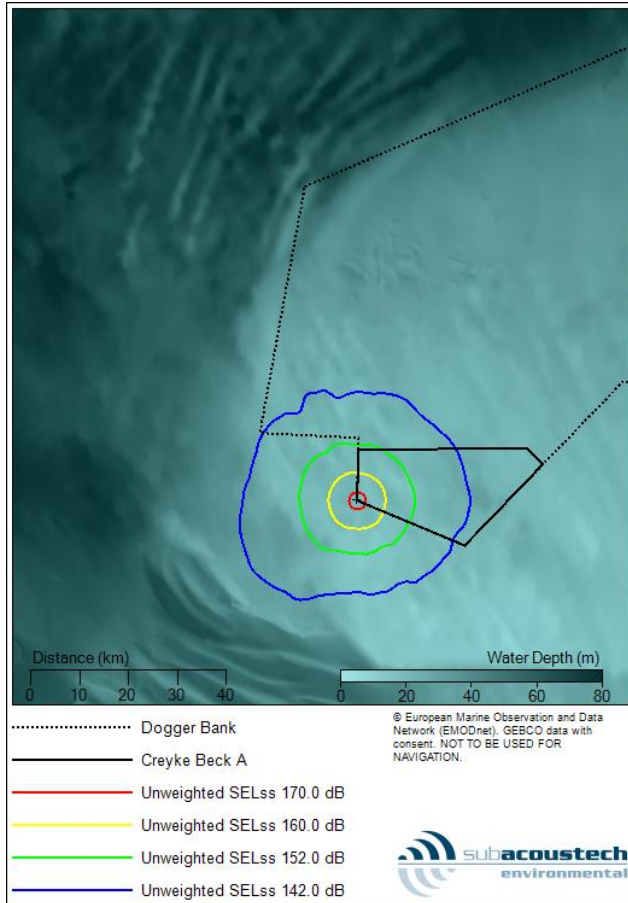 Distance (km)
0 10 20 30 40
Water Depth (m)
0 20 40 60 80
Dogger Bank
Creyke Beck A
Unweighted SELss 170.0 dB
Unweighted SELss 160.0 dB
Unweighted SELss 152.0 dB
Unweighted SELss 142.0 dB
© European Marine Observation and Data
Network (EMODnet). GEBCO data with
consent. NOT TO BE USED FOR
NAVIGATION.
subacoustech
environmental